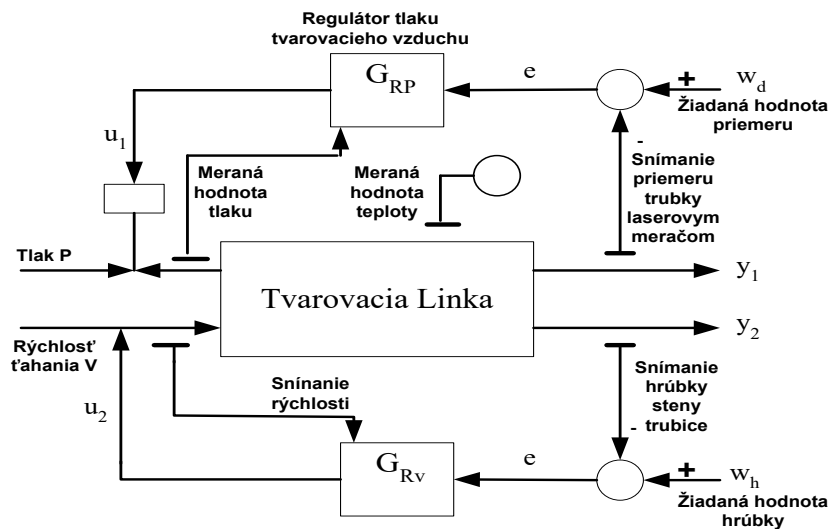 Regulátor tlaku
tvarovacieho vzduchu
G_RP
e
+
w_d
Žiadaná hodnota
priemeru
u_1
Meraná
hodnota
tlaku
Meraná
hodnota
teploty
-
Snímanie
priemeru
trubky
laserovym
meračom
Tlak P
Tvarovacia Linka
y_1
y_2
Rýchlosť
ťahania V
u_2
Snínanie
rýchlosti
Snímanie
hrúbky
steny
trubice
-
G_Rv
e
+
w_h
Žiadaná hodnota
hrúbky